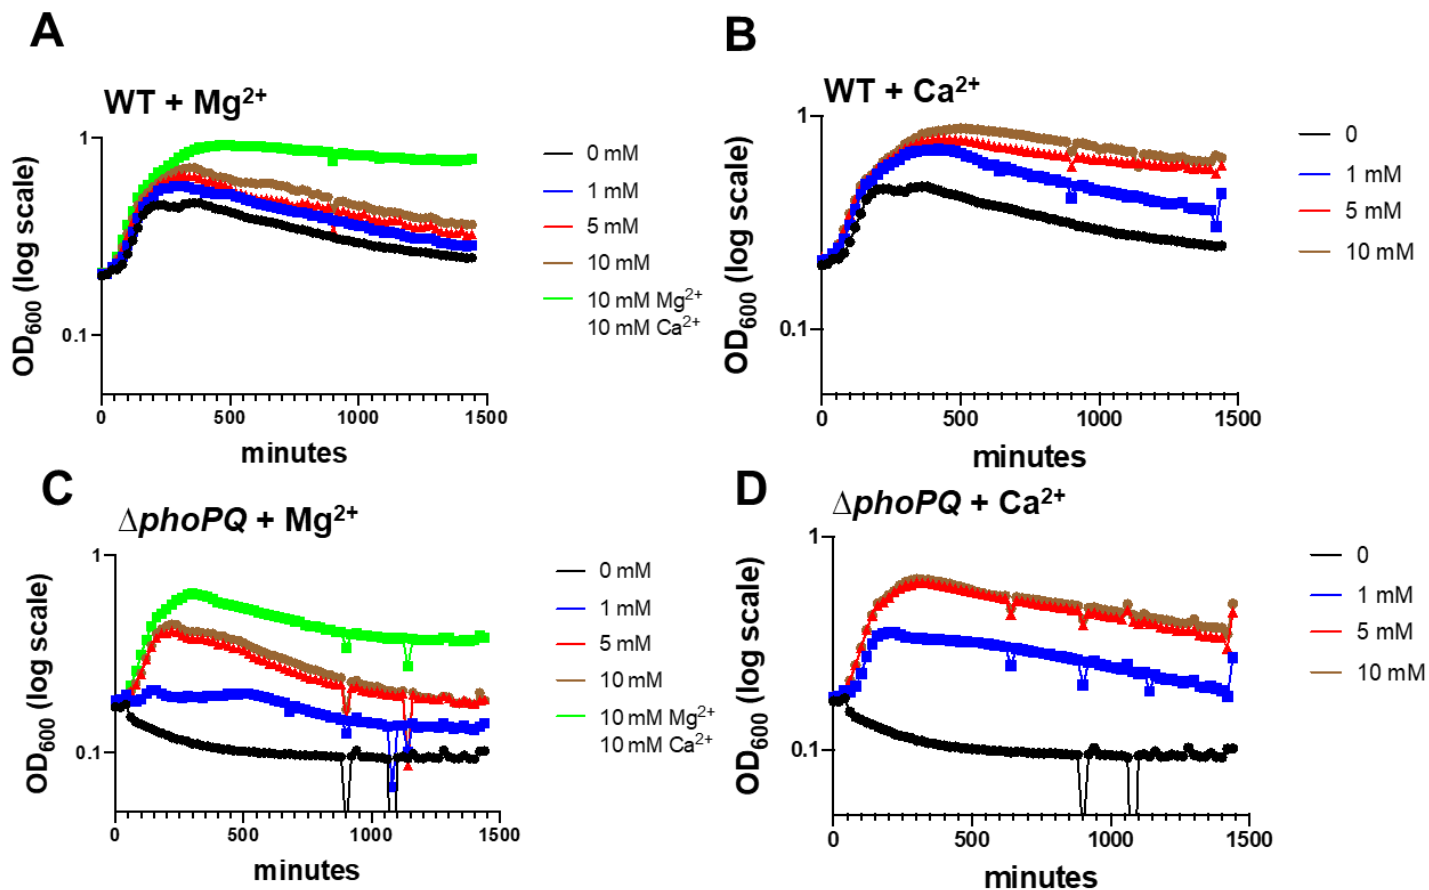 A
WT + Mg²⁺
1
0.1
OD₆₀₀ (log scale)
0 500 1000 1500
minutes
0 mM
1 mM
5 mM
10 mM
10 mM Mg²⁺
10 mM Ca²⁺
B
WT + Ca²⁺
1
0.1
OD₆₀₀ (log scale)
0 500 1000 1500
minutes
0
1 mM
5 mM
10 mM
C
ΔphoPQ + Mg²⁺
1
0.1
OD₆₀₀ (log scale)
0 500 1000 1500
minutes
0 mM
1 mM
5 mM
10 mM
10 mM Mg²⁺
10 mM Ca²⁺
D
ΔphoPQ + Ca²⁺
1
0.1
OD₆₀₀ (log scale)
0 500 1000 1500
minutes
0
1 mM
5 mM
10 mM